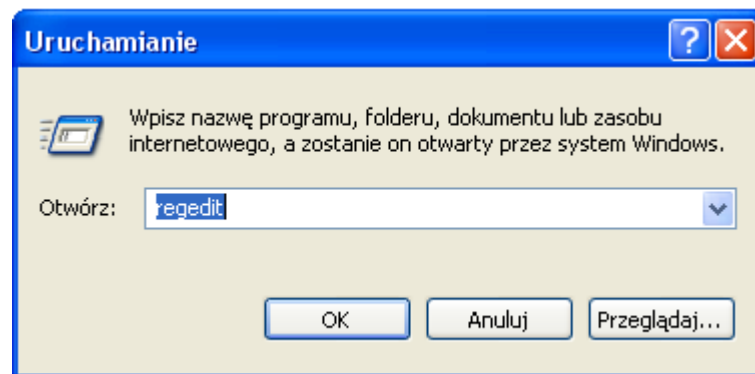 Uruchamianie
Wpisz nazwę programu, folderu, dokumentu lub zasobu
internetowego, a zostanie on otwarty przez system Windows.
Otwórz: regedit
OK Anuluj Przeglądaj...